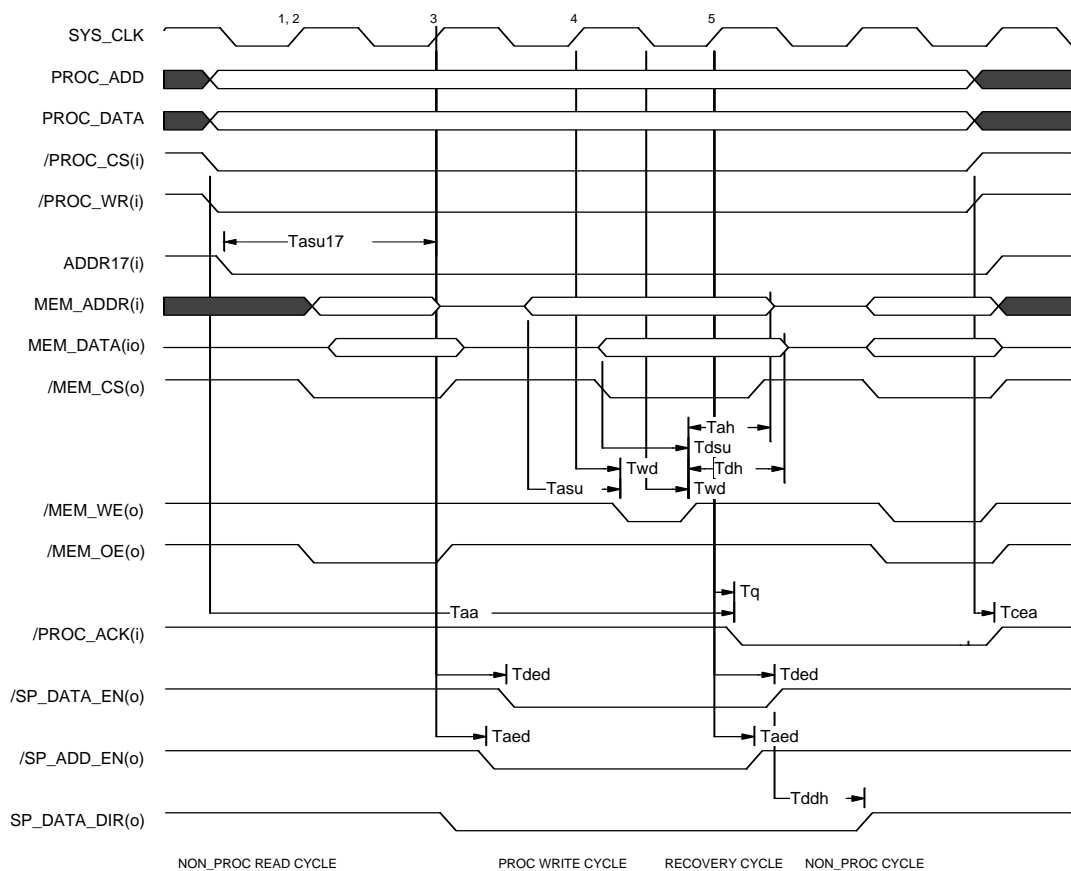 1, 2 3 4 5
SYS_CLK
PROC_ADD
PROC_DATA
/PROC_CS(i)
/PROC_WR(i)
Tasu17
ADDR17(i)
MEM_ADDR(i)
MEM_DATA(io)
/MEM_CS(o)
Tah
Tdsu
Twd Tdh
Tasu Twd
/MEM_WE(o)
/MEM_OE(o)
Tq
Taa Tcea
/PROC_ACK(i)
Tded Tded
/SP_DATA_EN(o)
Taed Taed
/SP_ADD_EN(o)
Tddh
SP_DATA_DIR(o)
NON_PROC READ CYCLE PROC WRITE CYCLE RECOVERY CYCLE NON_PROC CYCLE